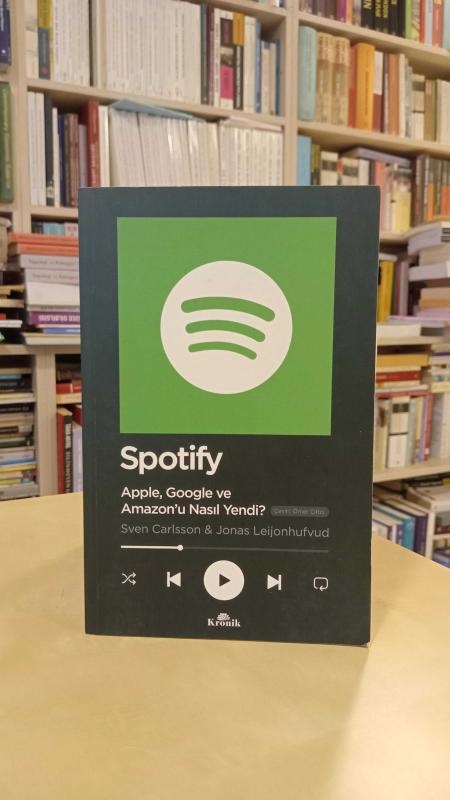 Spotify
Apple, Google ve
Amazon'u Nasıl Yendi? Çeviri: Ömer Çiftçi
Sven Carlsson & Jonas Leijonhufvud
Kronik